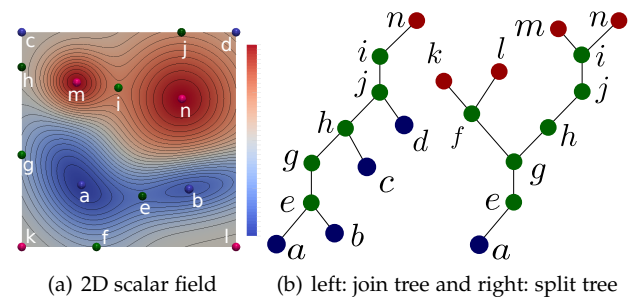 c j d
h
m i n
g
a e b
k f l
n
i
j
h d
g c
e b
a
m n
l i
k j
f h
g
e
a
(a) 2D scalar field (b) left: join tree and right: split tree